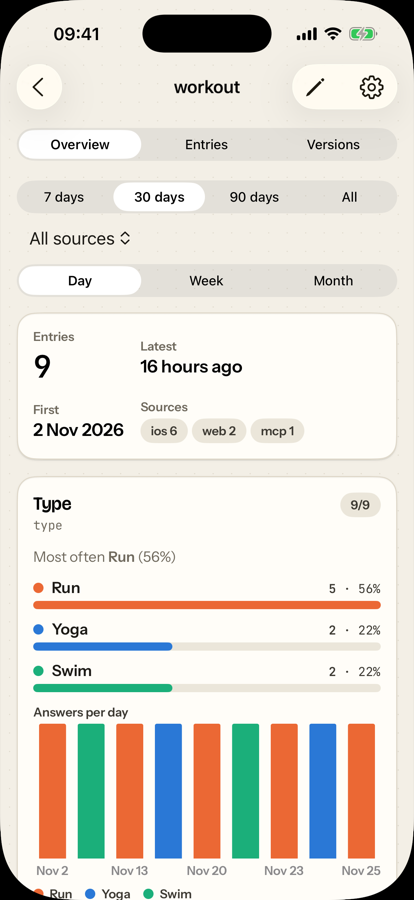 09:41
workout
Overview Entries Versions
7 days 30 days 90 days All
All sources
Day Week Month
Entries
9
Latest
16 hours ago
First
2 Nov 2026
Sources
ios 6 web 2 mcp 1
Type 9/9
type
Most often Run (56%)
Run 5 · 56%
Yoga 2 · 22%
Swim 2 · 22%
Answers per day
Nov 2 Nov 13 Nov 20 Nov 23 Nov 25
Run Yoga Swim